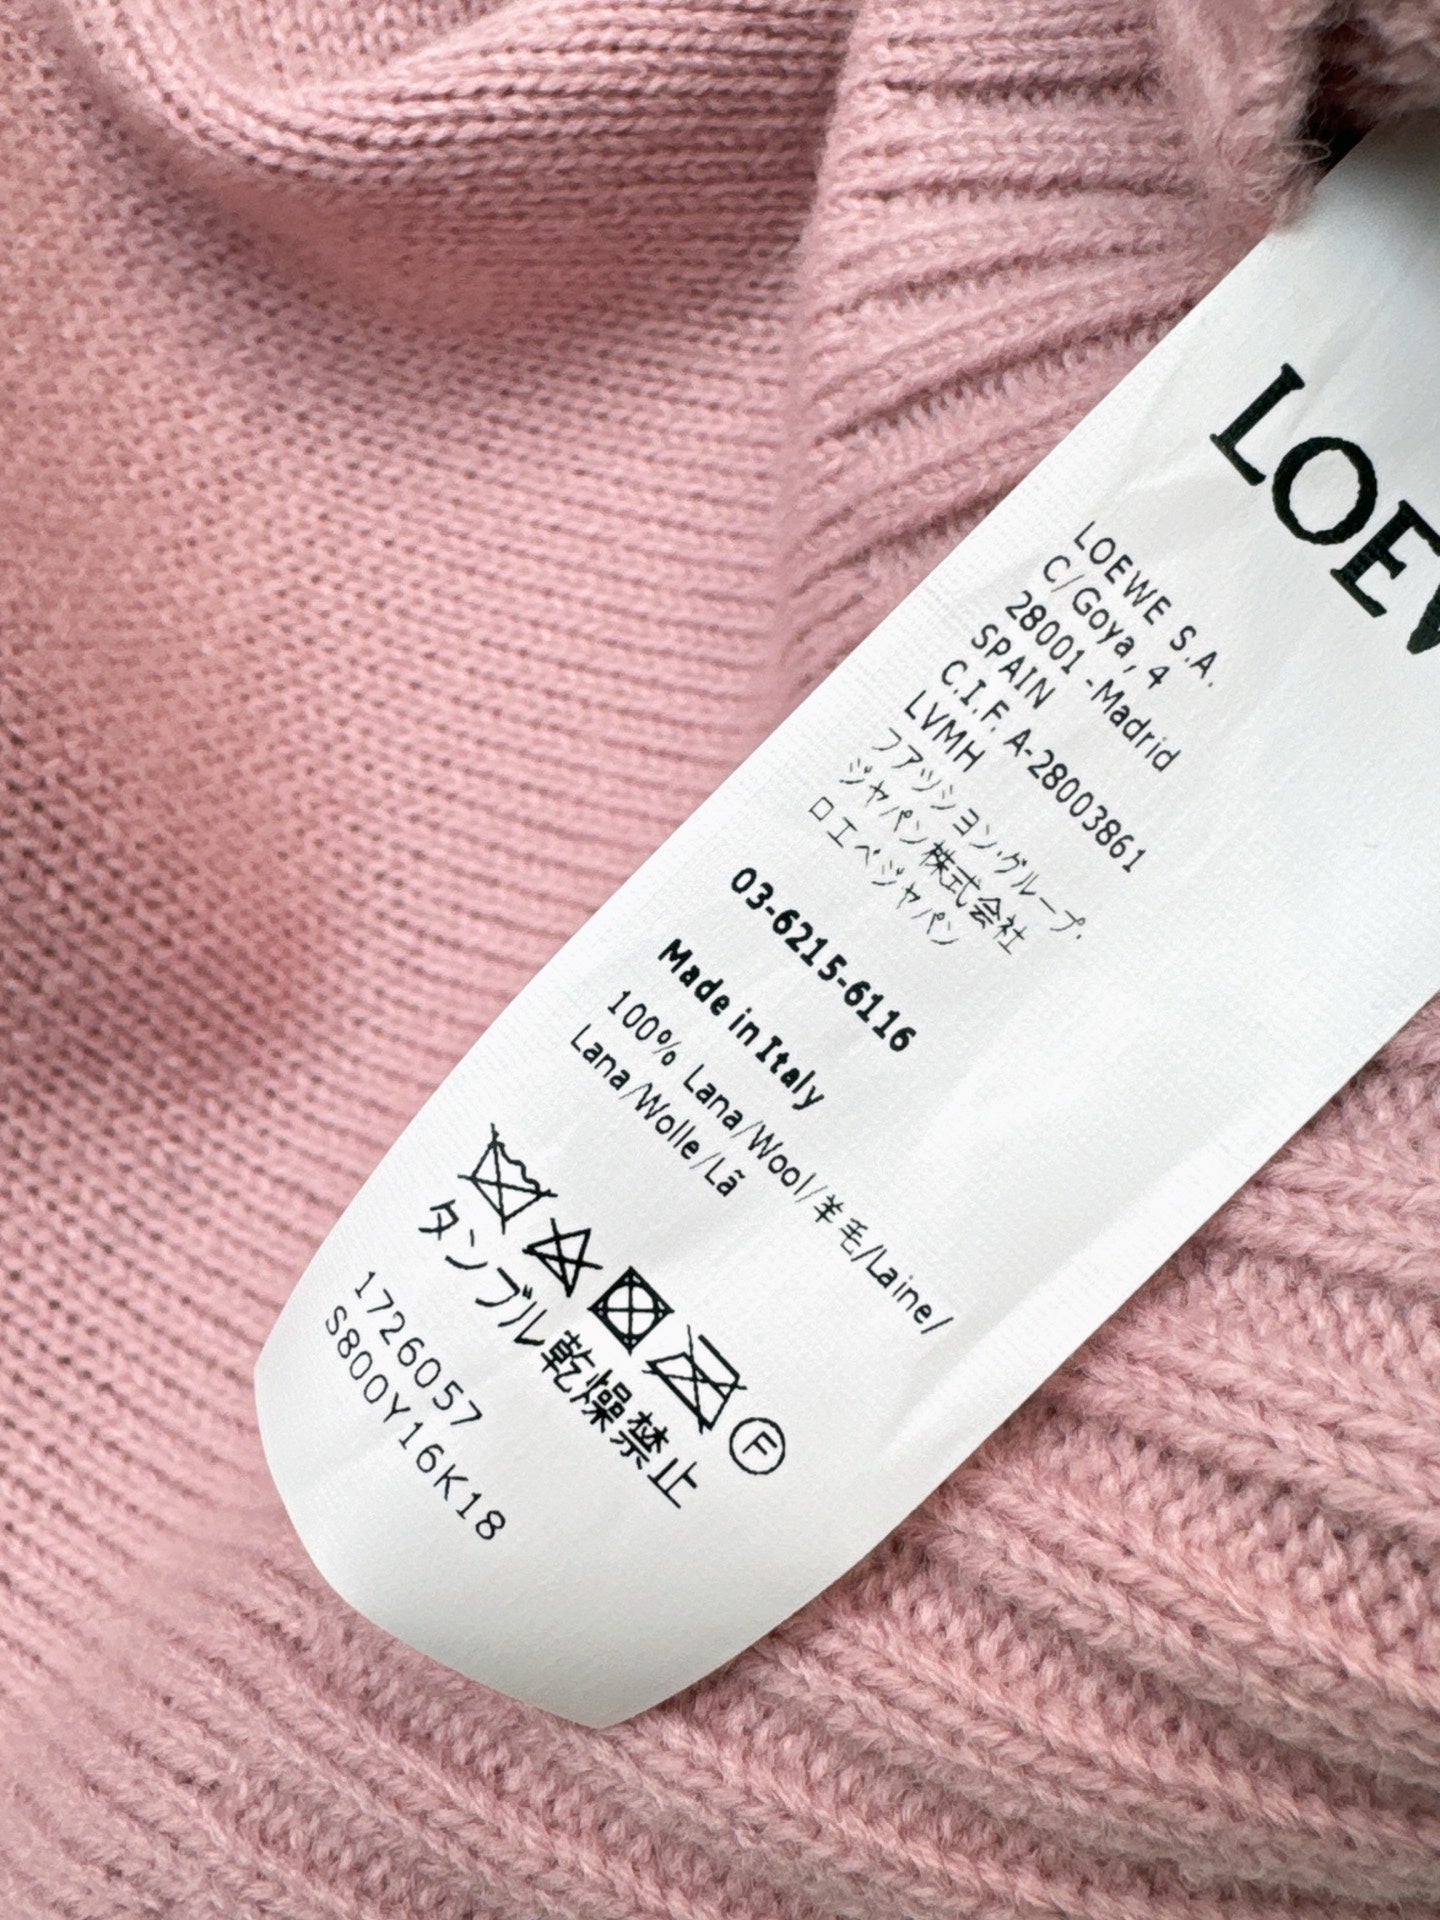 LOEW
LOEWE S.A.
C/Goya, 4
28001 -Madrid
SPAIN
C.I.F. A-28003861
LVMH
フアッション・グループ・
ジャパン株式会社
ロエベジャパン
03-6215-6116
Made in Italy
100% Lana/Wool/羊毛/Laine/
Lana/Wolle/Lã
F
タンブル乾燥禁止
1726057
S800Y16K18